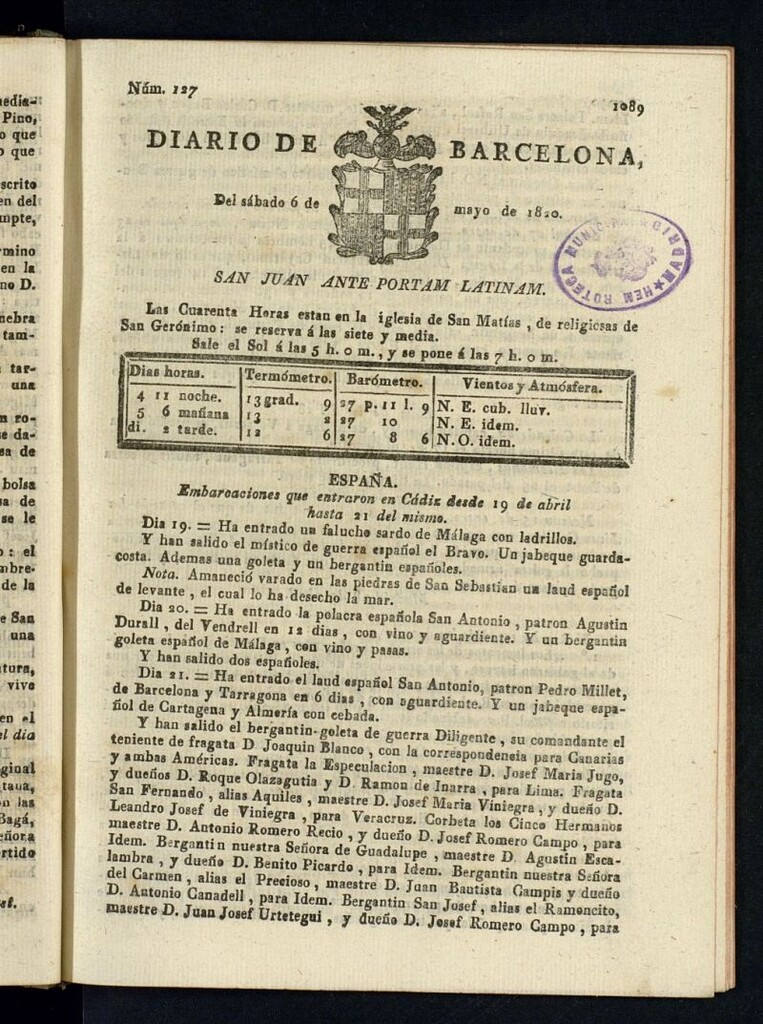 Núm. 127
1089
DIARIO DE BARCELONA,
Del sábado 6 de mayo de 1820.
SAN JUAN ANTE PORTAM LATINAM.
Las Cuarenta Horas estan en la iglesia de San Matías, de religiosas de
San Gerónimo: se reserva á las siete y media.
Sale el Sol á las 5 h. 0 m., y se pone á las 7 h. 0 m.
Dias horas. Termómetro. Barómetro. Vientos y Atmósfera.
4 11 noche. 13 grad. 9 27 p. 11 l. 9 N. E. cub. lluv.
5 6 mañana 13 2 27 10 N. E. idem.
di. 2 tarde. 12 6 27 8 6 N. O. idem.
ESPAÑA.
Embarcaciones que entraron en Cádiz desde 19 de abril
hasta 21 del mismo.
Dia 19. = Ha entrado un falucho sardo de Málaga con ladrillos.
Y han salido el místico de guerra español el Bravo. Un jabeque guarda-
costa. Ademas una goleta y un bergantin españoles.
Nota. Amaneció varado en las piedras de San Sebastian un laud español
de levante, el cual lo ha desecho la mar.
Dia 20. = Ha entrado la polacra española San Antonio, patron Agustin
Durall, del Vendrell en 12 dias, con vino y aguardiente. Y un bergantin
goleta español de Málaga, con vino y pasas.
Y han salido dos españoles.
Dia 21. = Ha entrado el laud español San Antonio, patron Pedro Millet,
de Barcelona y Tarragona en 6 dias, con aguardiente. Y un jabeque espa-
ñol de Cartagena y Almería con cebada.
Y han salido el bergantin-goleta de guerra Diligente, su comandante el
teniente de fragata D. Joaquin Blanco, con la correspondencia para Canarias
y ambas Américas. Fragata la Especulacion, maestre D. Josef Maria Jugo,
y dueños D. Roque Olazagutia y D. Ramon de Inarra, para Lima. Fragata
San Fernando, alias Aquiles, maestre D. Josef Maria Viniegra, y dueño D.
Leandro Josef de Viniegra, para Veracruz. Corbeta los Cinco Hermanos
maestre D. Antonio Romero Recio, y dueño D. Josef Romero Campo, para
Idem. Bergantin nuestra Señora de Guadalupe, maestre D. Agustin Esca-
lambra, y dueño D. Benito Picardo, para Idem. Bergantin nuestra Señora
del Carmen, alias el Precioso, maestre D. Juan Bautista Campis y dueño
D. Antonio Canadell, para Idem. Bergantin San Josef, alias el Ramoncito,
maestre D. Juan Josef Urtetegui, y dueño D. Josef Romero Campo, para
HEMEROTECA MUNICIPAL MADRID